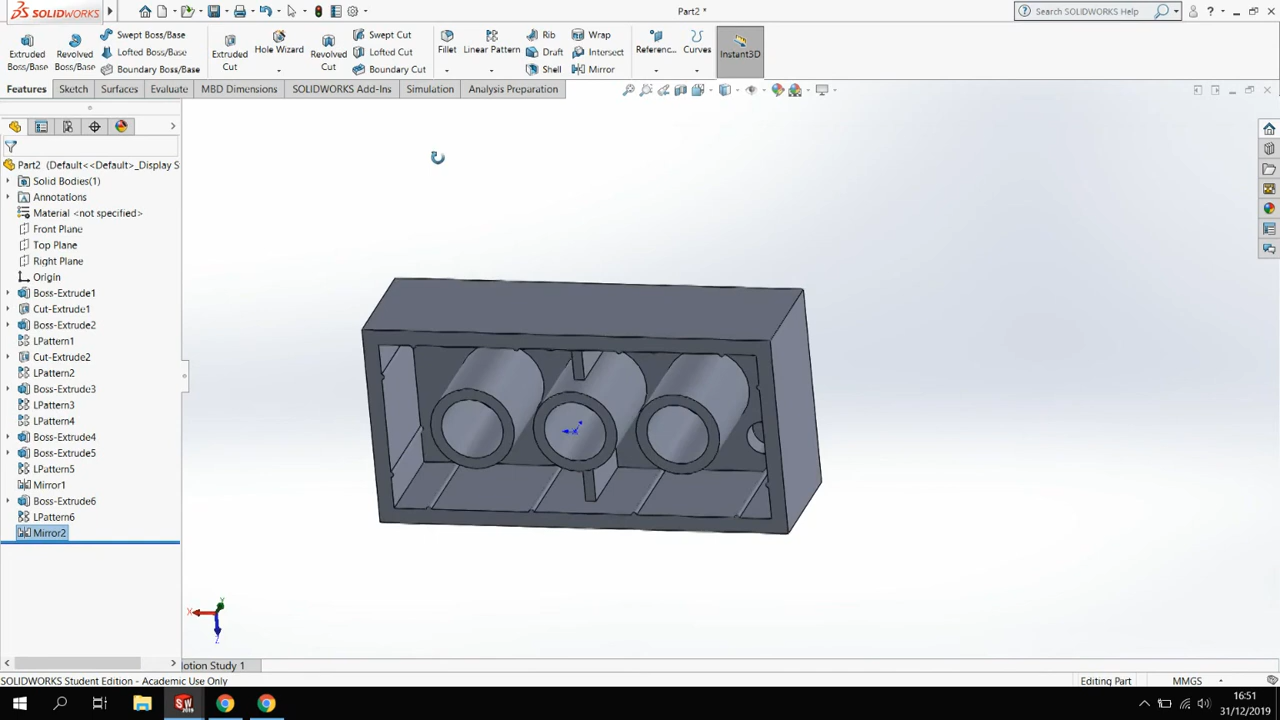 SOLIDWORKS
Part2 *
Search SOLIDWORKS Help
Extruded Boss/Base
Revolved Boss/Base
Swept Boss/Base
Lofted Boss/Base
Boundary Boss/Base
Extruded Cut
Hole Wizard
Revolved Cut
Swept Cut
Lofted Cut
Boundary Cut
Fillet
Linear Pattern
Rib
Draft
Shell
Wrap
Intersect
Mirror
Referenc...
Curves
Instant3D
Features
Sketch
Surfaces
Evaluate
MBD Dimensions
SOLIDWORKS Add-Ins
Simulation
Analysis Preparation
Part2 (Default<<Default>_Display S
Solid Bodies(1)
Annotations
Material <not specified>
Front Plane
Top Plane
Right Plane
Origin
Boss-Extrude1
Cut-Extrude1
Boss-Extrude2
LPattern1
Cut-Extrude2
LPattern2
Boss-Extrude3
LPattern3
LPattern4
Boss-Extrude4
Boss-Extrude5
LPattern5
Mirror1
Boss-Extrude6
LPattern6
Mirror2
X
Y
Z
otion Study 1
SOLIDWORKS Student Edition - Academic Use Only
Editing Part
MMGS
SW 2019
16:51
31/12/2019